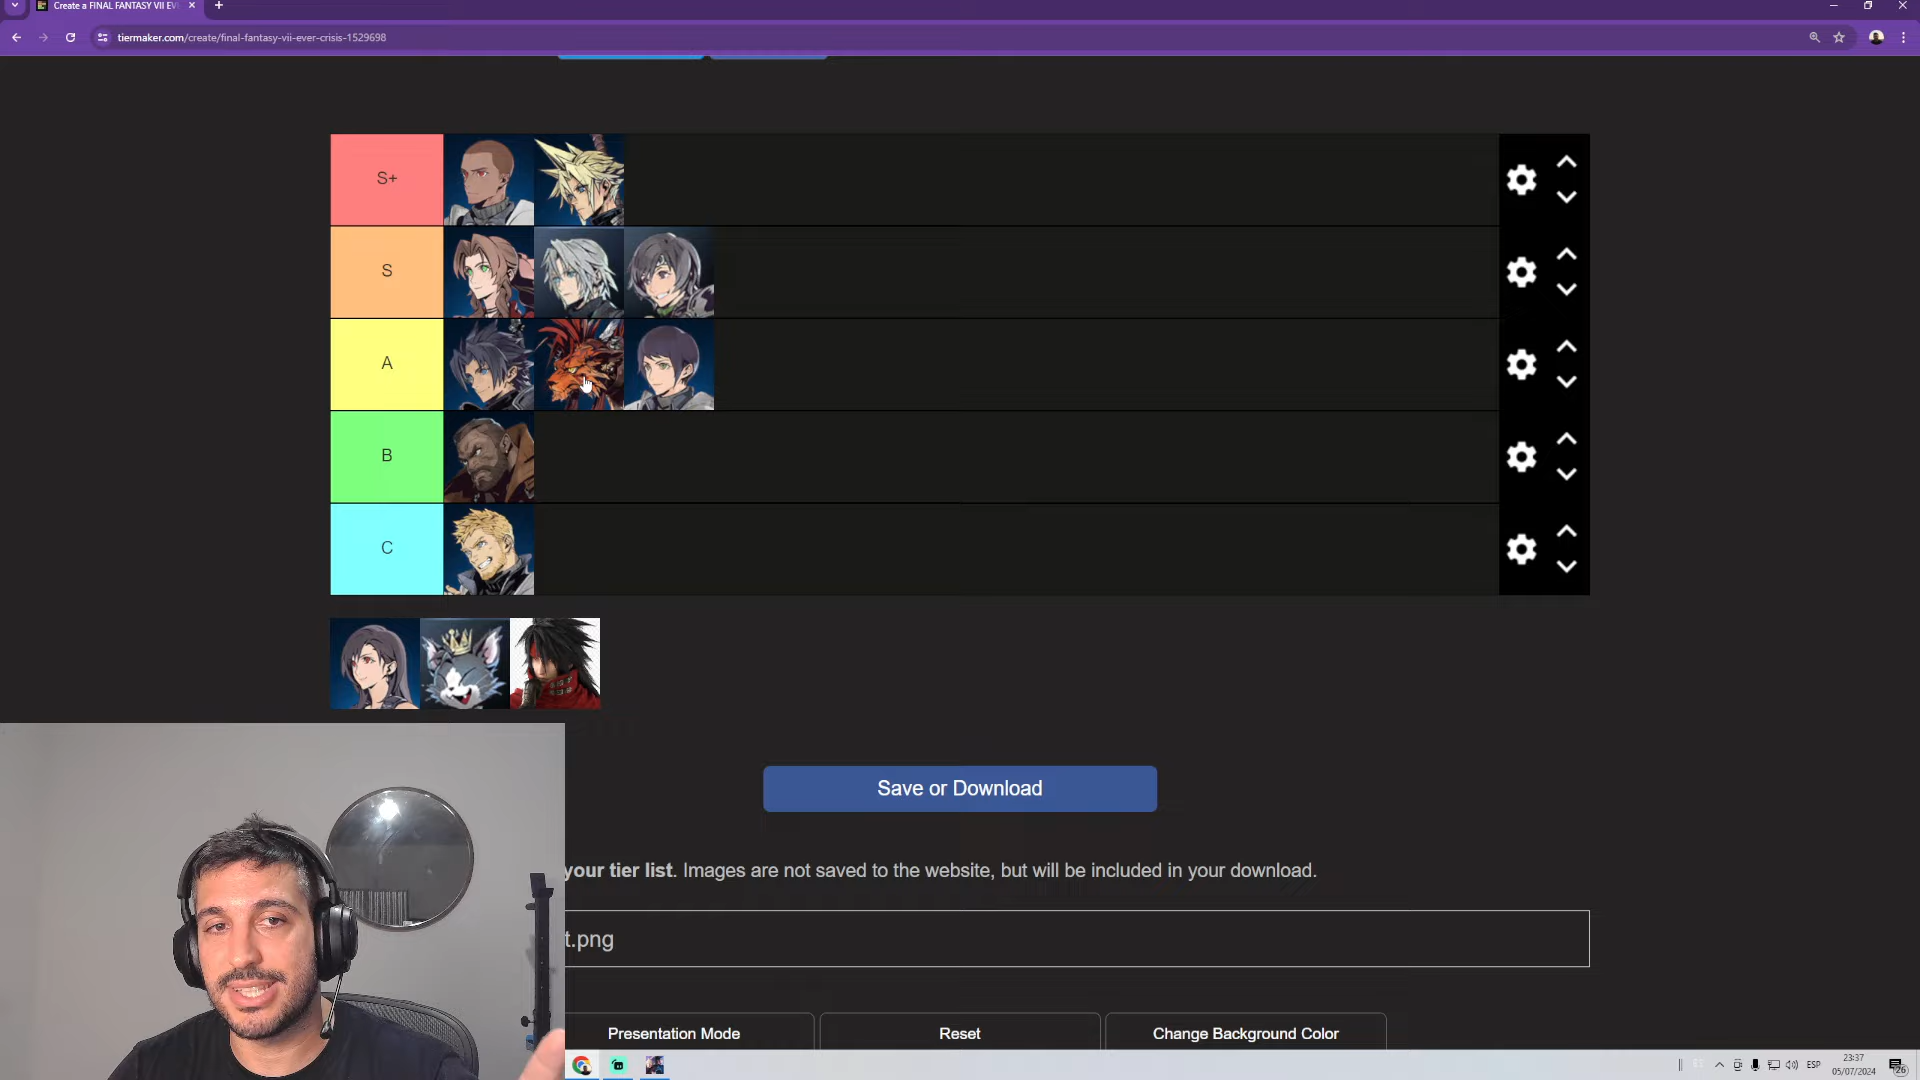 Create a FINAL FANTASY VII EV
tiermaker.com/create/final-fantasy-vii-ever-crisis-1529698
S+
S
A
B
C
Save or Download
your tier list. Images are not saved to the website, but will be included in your download.
t.png
Presentation Mode
Reset
Change Background Color
ESP
23:37
05/07/2024
26